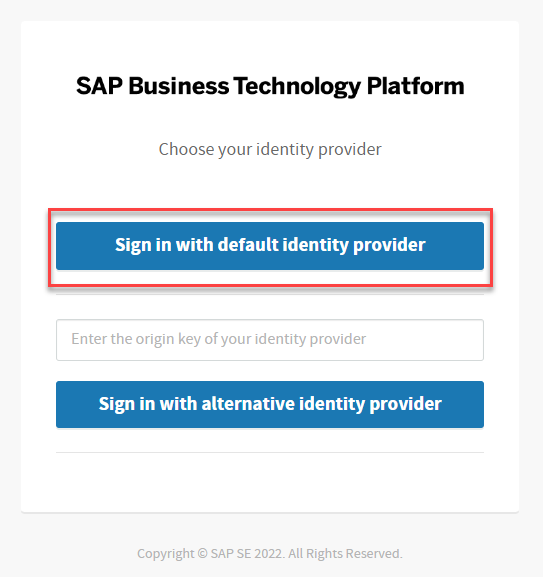 SAP Business Technology Platform
Choose your identity provider
Sign in with default identity provider
Enter the origin key of your identity provider
Sign in with alternative identity provider
Copyright © SAP SE 2022. All Rights Reserved.